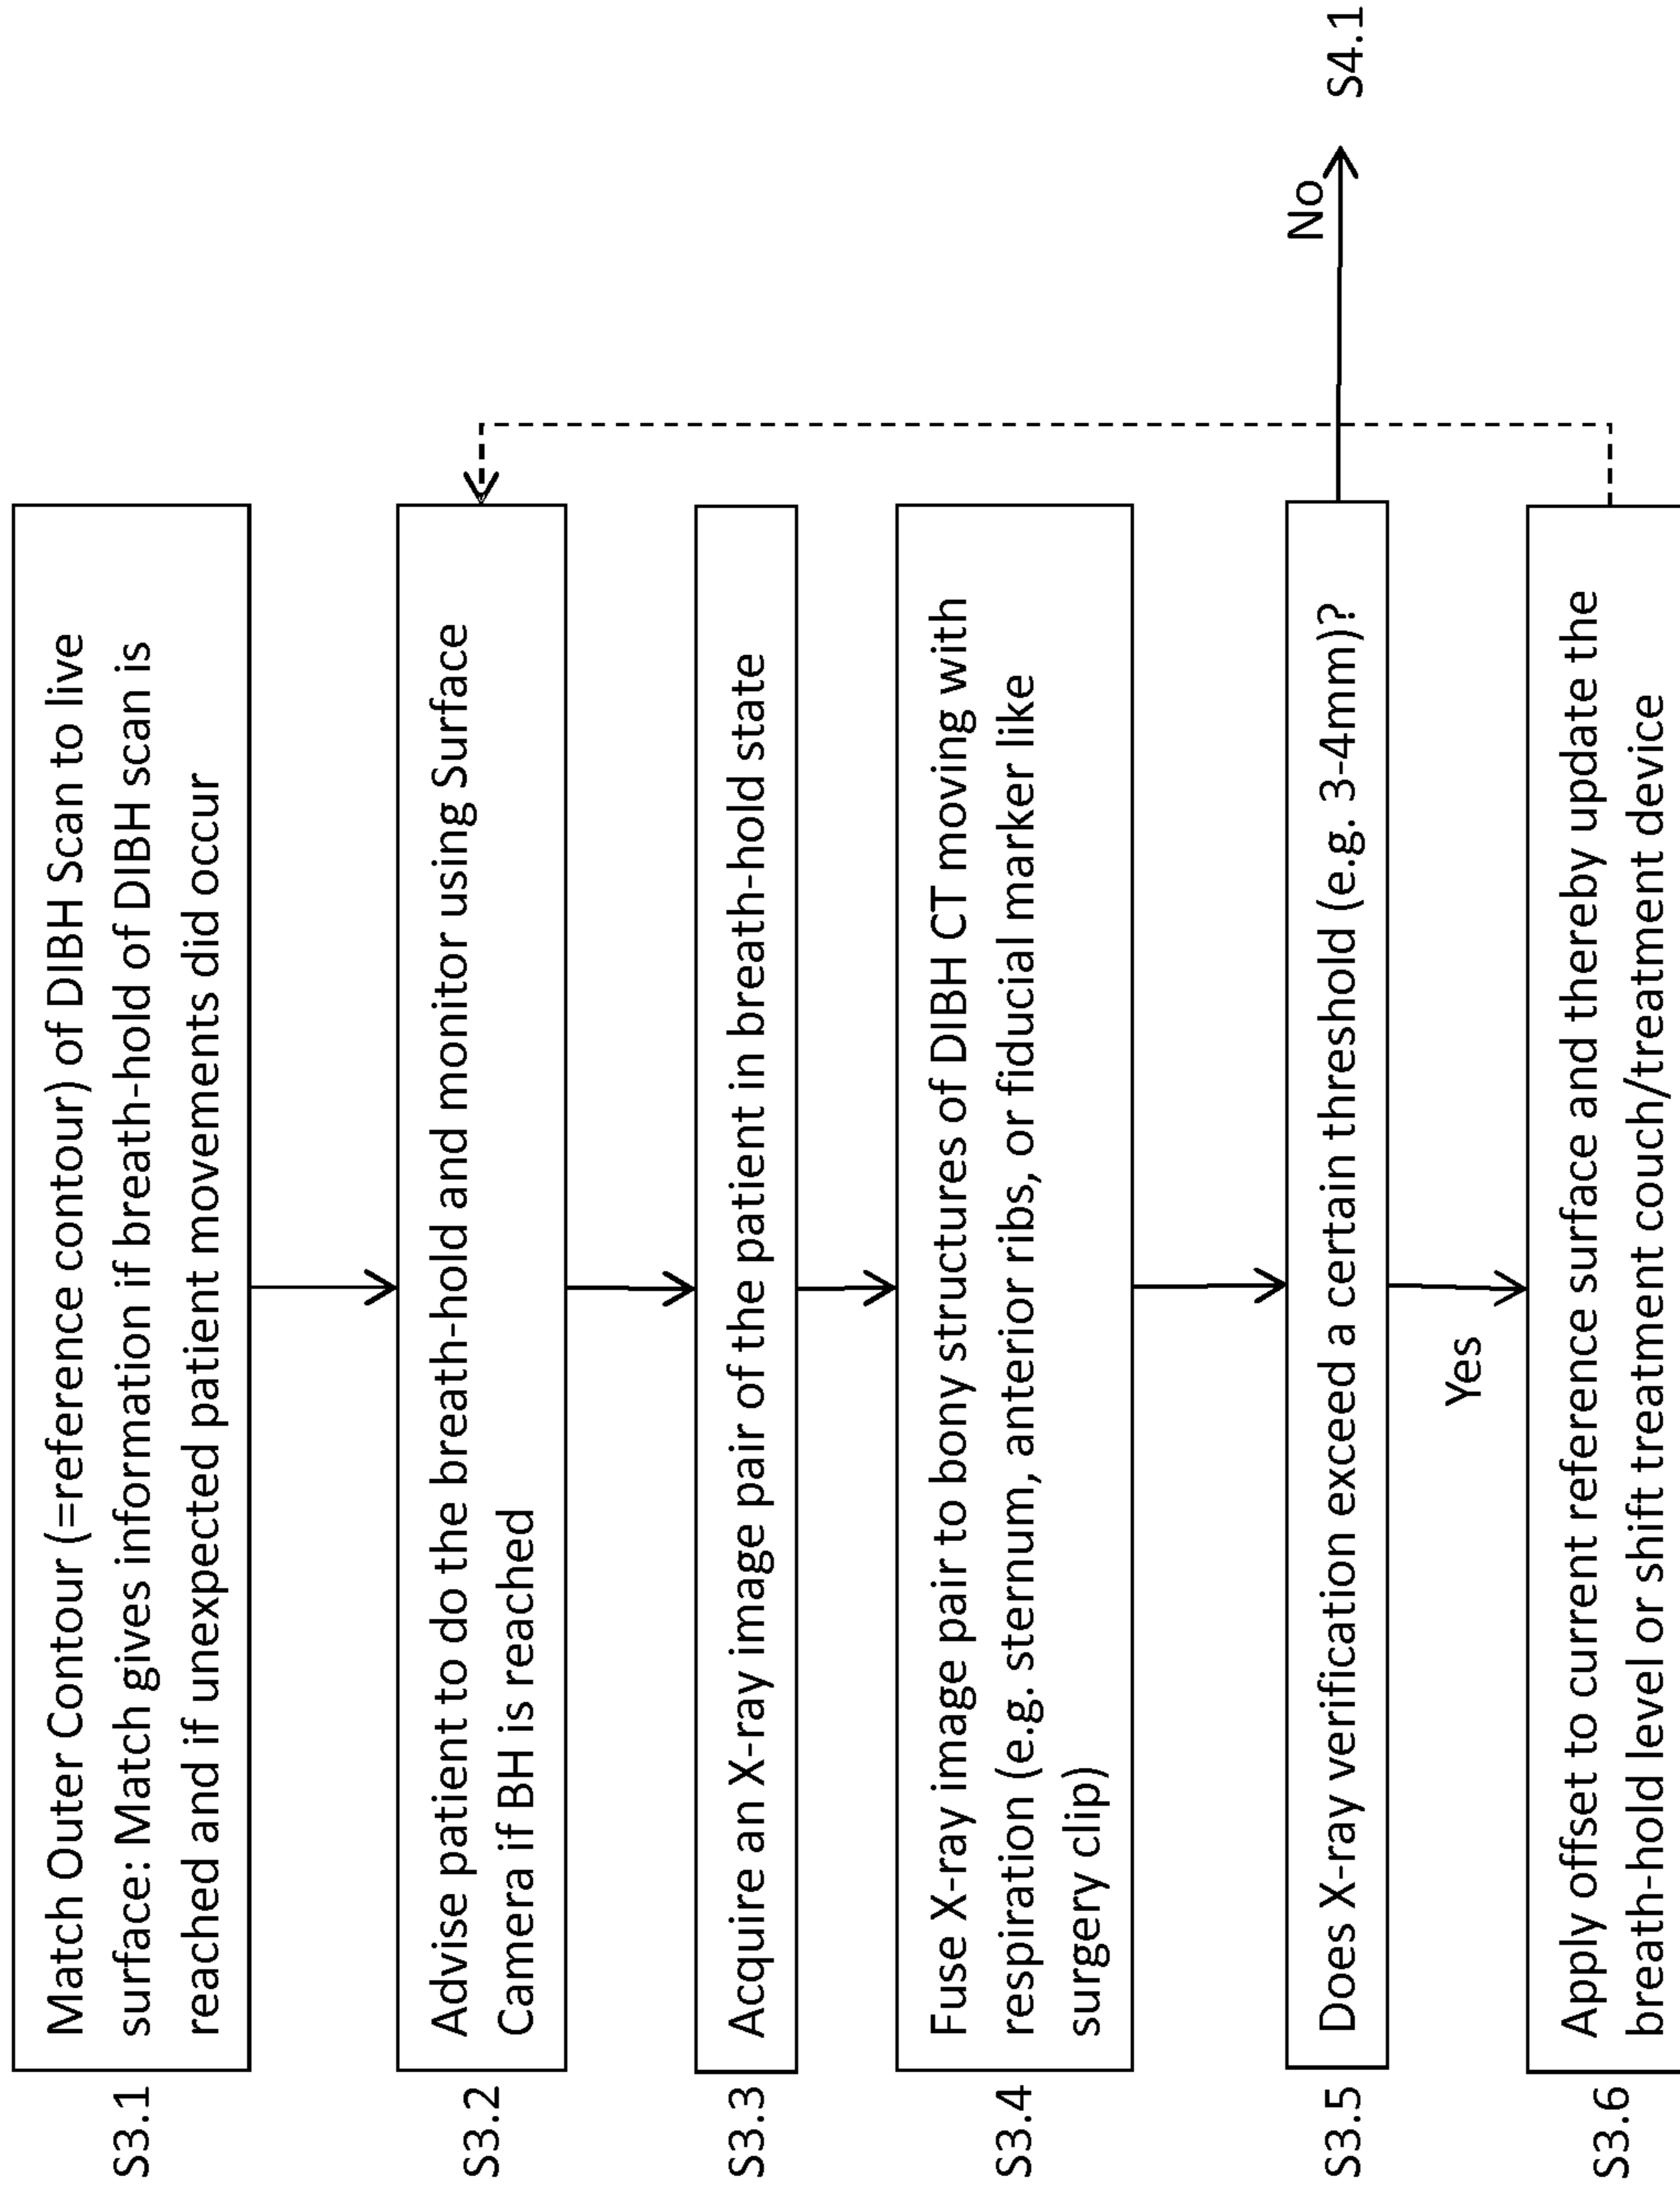 S3.1
Match Outer Contour (=reference contour) of DIBH Scan to live
surface: Match gives information if breath-hold of DIBH scan is
reached and if unexpected patient movements did occur
S3.2
Advise patient to do the breath-hold and monitor using Surface
Camera if BH is reached
S3.3
Acquire an X-ray image pair of the patient in breath-hold state
S3.4
Fuse X-ray image pair to bony structures of DIBH CT moving with
respiration (e.g. sternum, anterior ribs, or fiducial marker like
surgery clip)
S3.5
Does X-ray verification exceed a certain threshold (e.g. 3-4mm)?
No
S4.1
Yes
S3.6
Apply offset to current reference surface and thereby update the
breath-hold level or shift treatment couch/treatment device